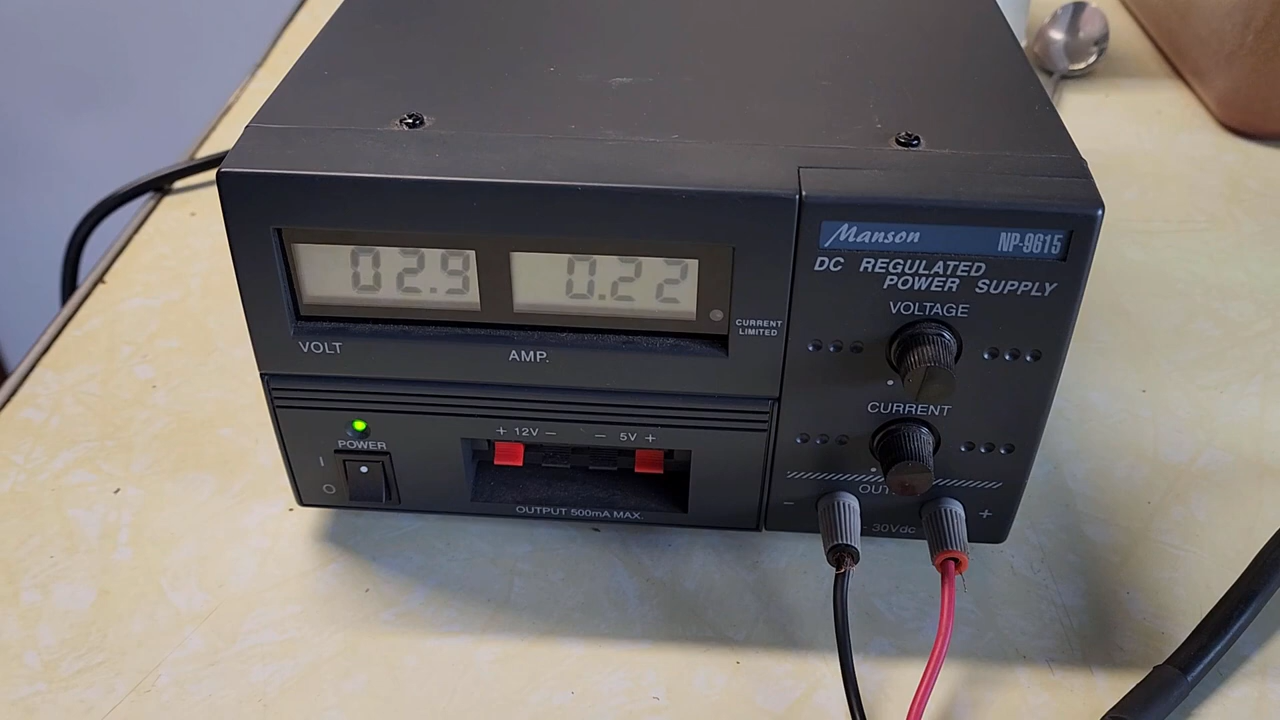 02.9
0.22
VOLT
AMP.
CURRENT
LIMITED
Manson NP-9615
DC REGULATED
POWER SUPPLY
VOLTAGE
CURRENT
POWER
I
O
+ 12V − − 5V +
OUTPUT 500mA MAX.
− +
- 30Vdc